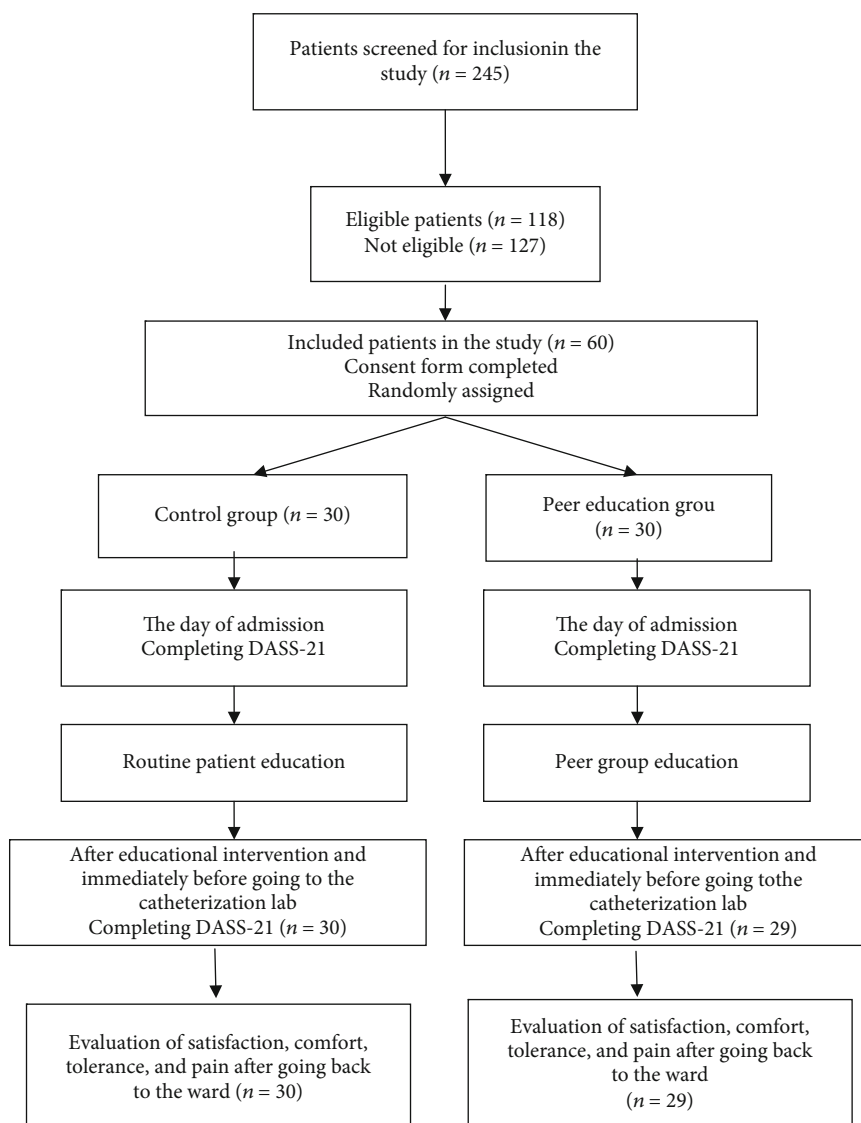 Patients screened for inclusionin the
study (n = 245)
Eligible patients (n = 118)
Not eligible (n = 127)
Included patients in the study (n = 60)
Consent form completed
Randomly assigned
Control group (n = 30)
Peer education grou
(n = 30)
The day of admission
Completing DASS-21
The day of admission
Completing DASS-21
Routine patient education
Peer group education
After educational intervention and
immediately before going to the
catheterization lab
Completing DASS-21 (n = 30)
After educational intervention and
immediately before going tothe
catheterization lab
Completing DASS-21 (n = 29)
Evaluation of satisfaction, comfort,
tolerance, and pain after going back
to the ward (n = 30)
Evaluation of satisfaction, comfort,
tolerance, and pain after going back
to the ward
(n = 29)